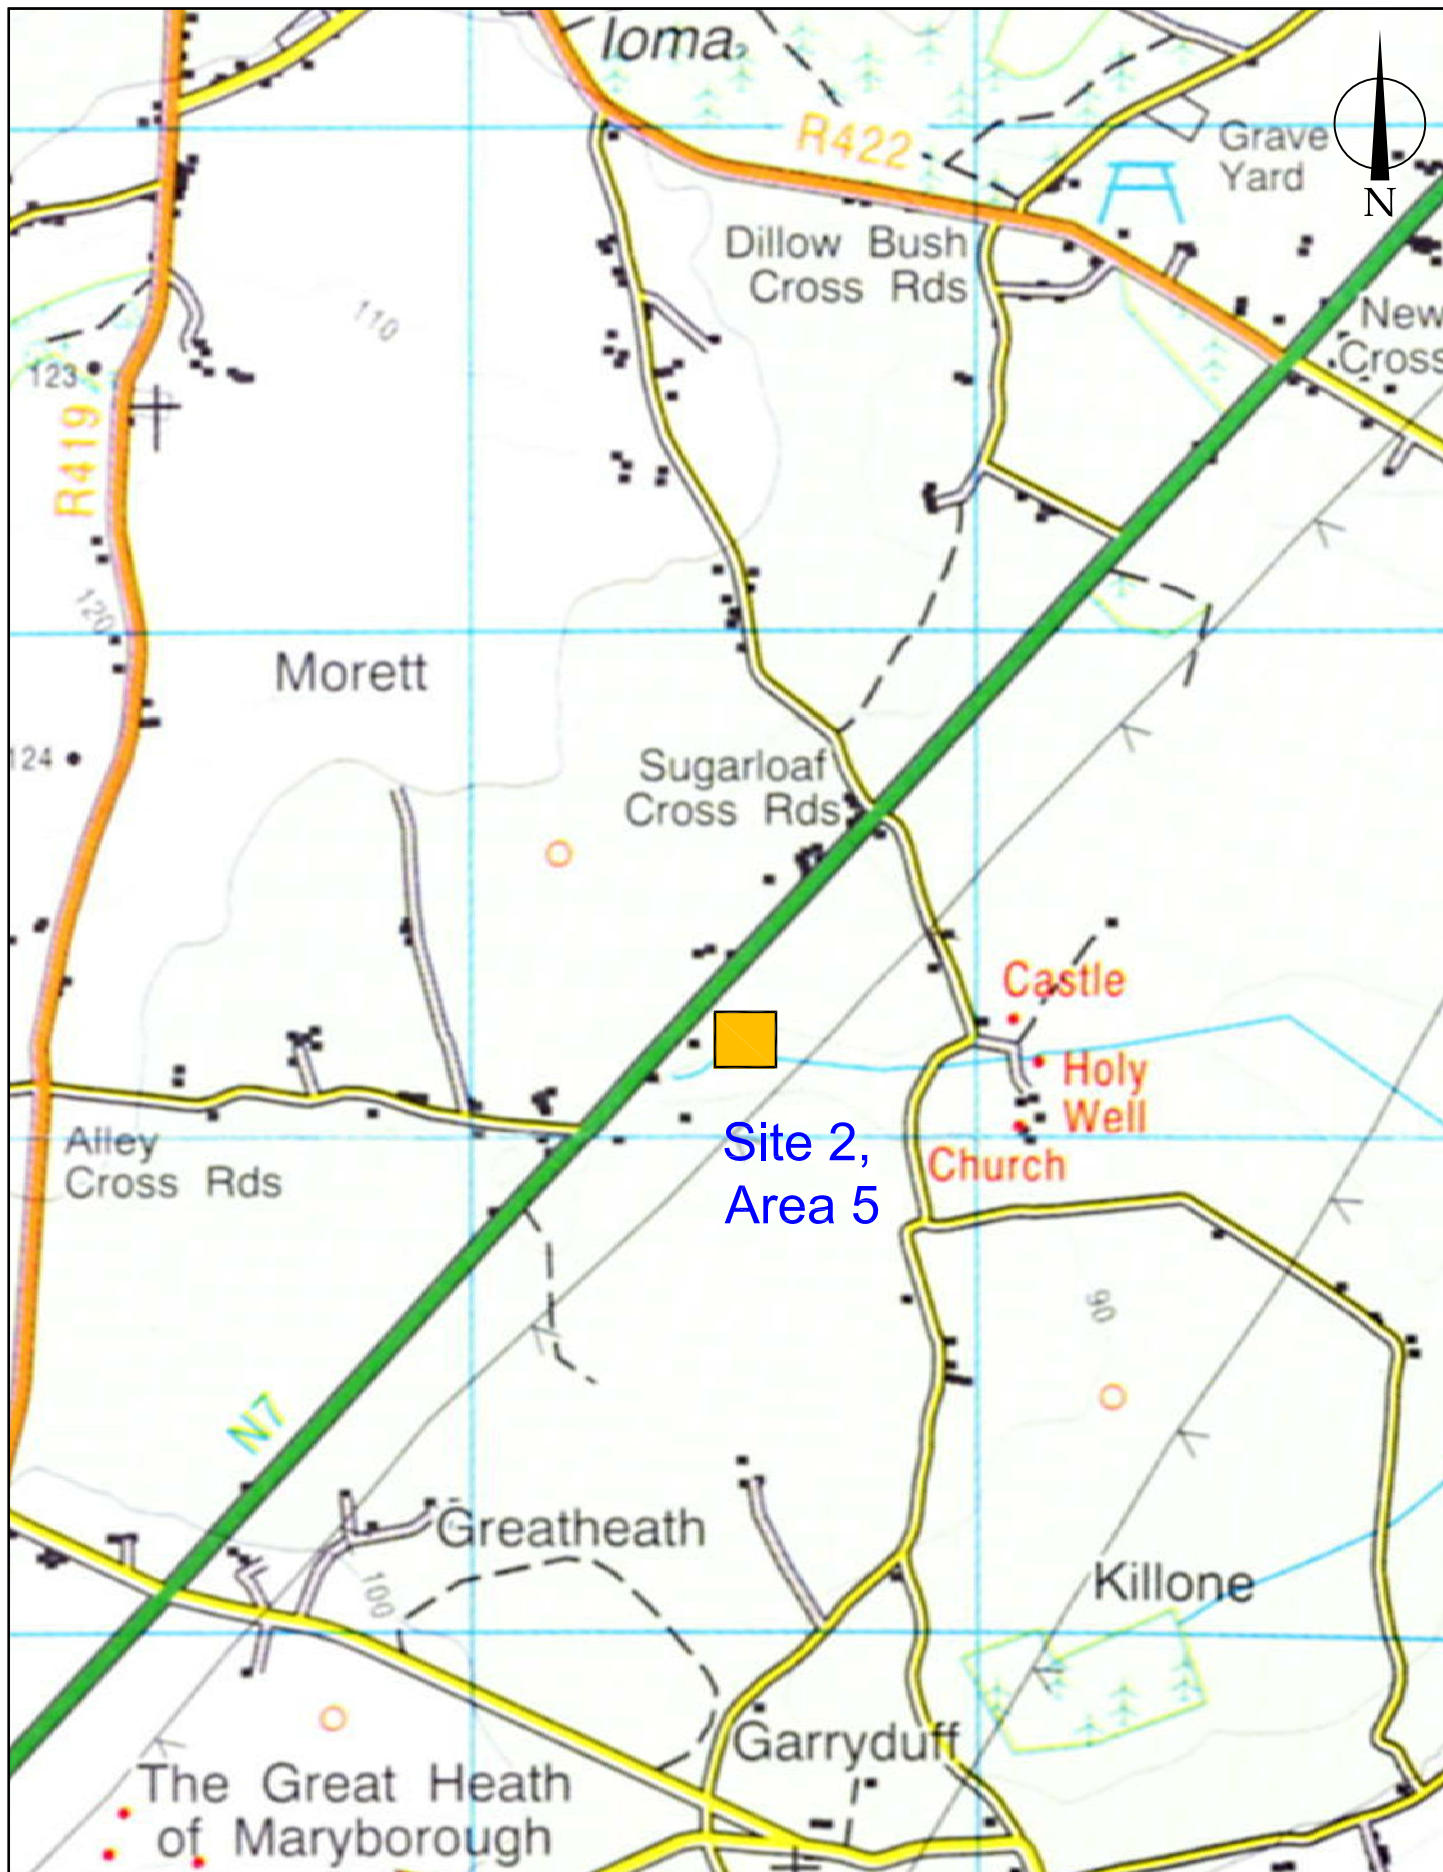 Ioma
R422
Grave
Yard
N
Dillow Bush
Cross Rds
110
New
Cross
123
R419
120
Morett
124
Sugarloaf
Cross Rds
Castle
Holy
Well
Church
Alley
Cross Rds
Site 2,
Area 5
90
N7
Greatheath
100
Killone
Garryduff
The Great Heath
of Maryborough